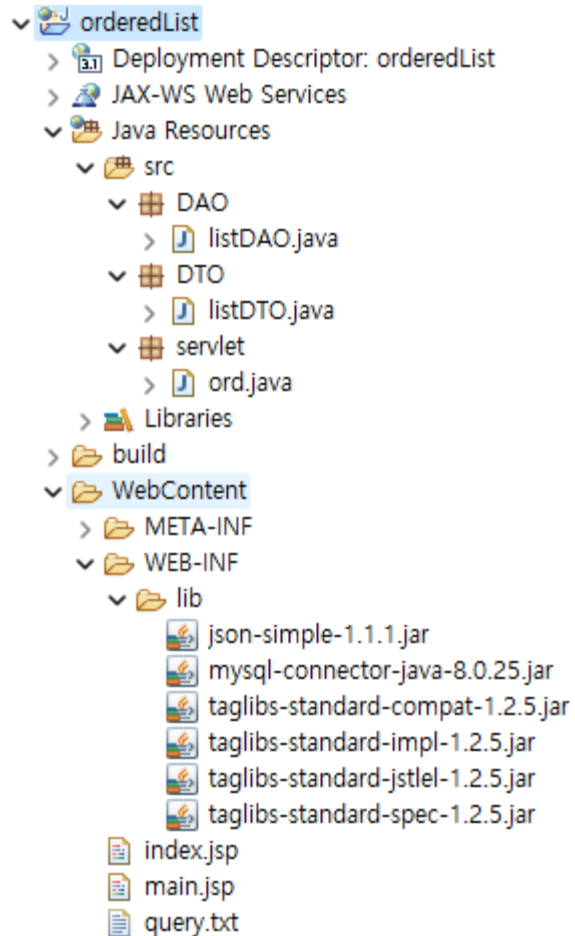 orderedList
3.1 Deployment Descriptor: orderedList
JAX-WS Web Services
Java Resources
src
DAO
J listDAO.java
DTO
J listDTO.java
servlet
J ord.java
Libraries
build
WebContent
META-INF
WEB-INF
lib
json-simple-1.1.1.jar
mysql-connector-java-8.0.25.jar
taglibs-standard-compat-1.2.5.jar
taglibs-standard-impl-1.2.5.jar
taglibs-standard-jstlel-1.2.5.jar
taglibs-standard-spec-1.2.5.jar
index.jsp
main.jsp
query.txt